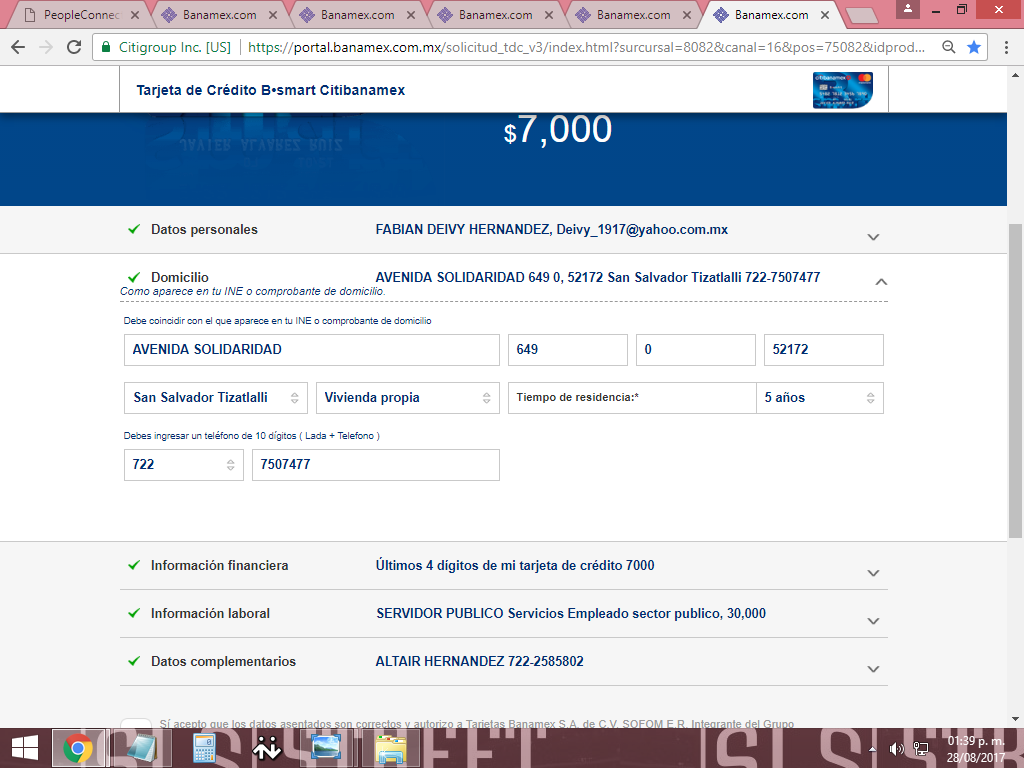 PeopleConnec
Banamex.com
Banamex.com
Banamex.com
Banamex.com
Banamex.com
Citigroup Inc. [US] https://portal.banamex.com.mx/solicitud_tdc_v3/index.html?sursursal=8082&canal=16&pos=75082&idprod...
Tarjeta de Crédito B•smart Citibanamex
citibanamex
JAVIER ALVAREZ RUIZ
$7,000
Datos personales FABIAN DEIVY HERNANDEZ, Deivy_1917@yahoo.com.mx
Domicilio AVENIDA SOLIDARIDAD 649 0, 52172 San Salvador Tizatlalli 722-7507477
Como aparece en tu INE o comprobante de domicilio.
Debe coincidir con el que aparece en tu INE o comprobante de domicilio
AVENIDA SOLIDARIDAD 649 0 52172
San Salvador Tizatlalli Vivienda propia Tiempo de residencia:* 5 años
Debes ingresar un teléfono de 10 dígitos ( Lada + Telefono )
722 7507477
Información financiera Últimos 4 dígitos de mi tarjeta de crédito 7000
Información laboral SERVIDOR PUBLICO Servicios Empleado sector publico, 30,000
Datos complementarios ALTAIR HERNANDEZ 722-2585802
Sí acepto que los datos asentados son correctos y autorizo a Tarjetas Banamex S.A. de C.V. SOFOM E.R. Integrante del Grupo
01:39 p. m.
28/08/2017